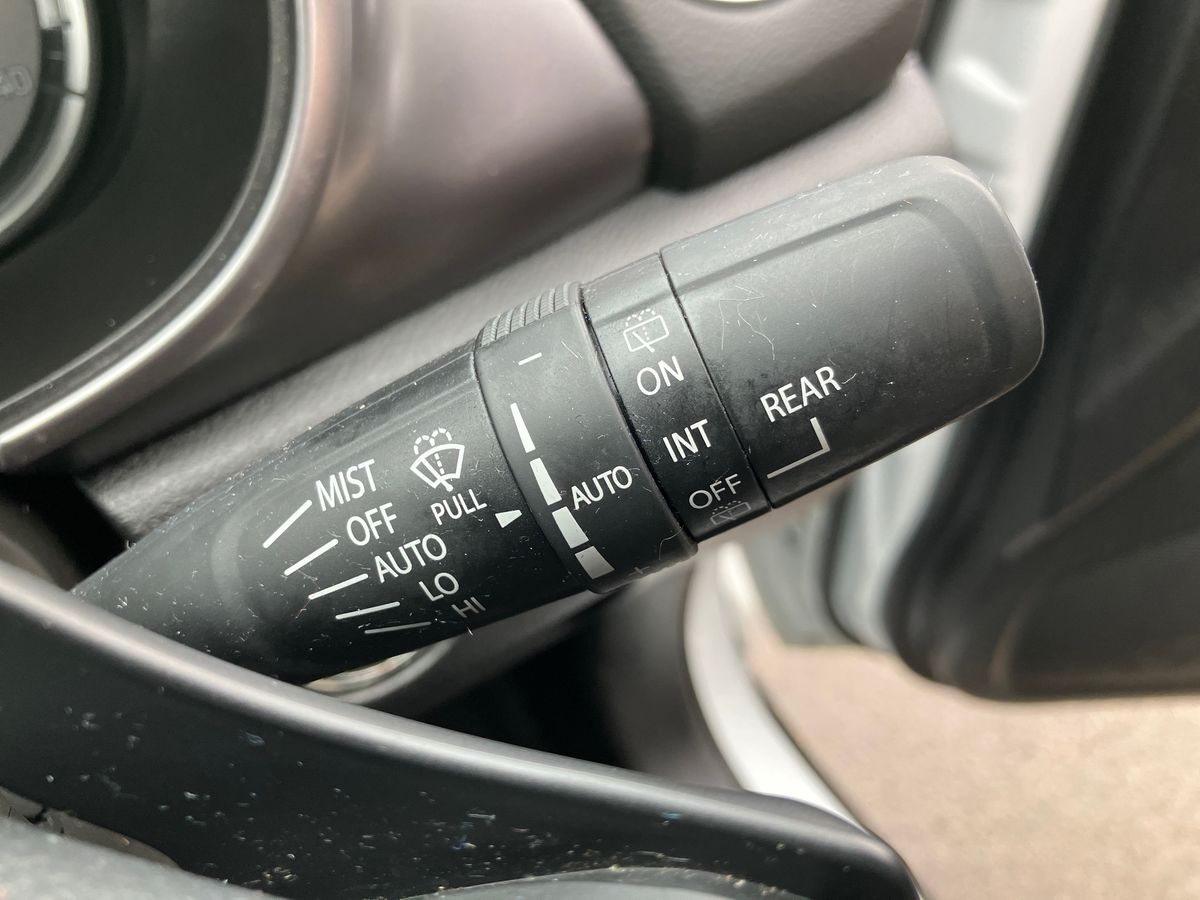 MIST
OFF
AUTO
LO
HI
PULL
−
AUTO
+
ON
INT
OFF
REAR